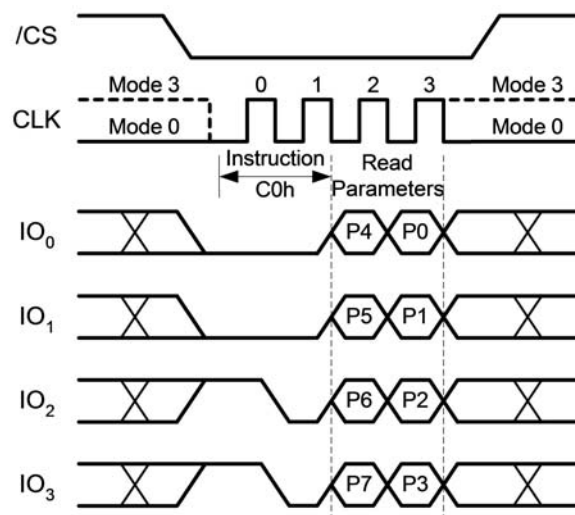 /CS
Mode 3 0 1 2 3 Mode 3
CLK
Mode 0 Mode 0
Instruction Read
C0h Parameters
IO0 P4 P0
IO1 P5 P1
IO2 P6 P2
IO3 P7 P3